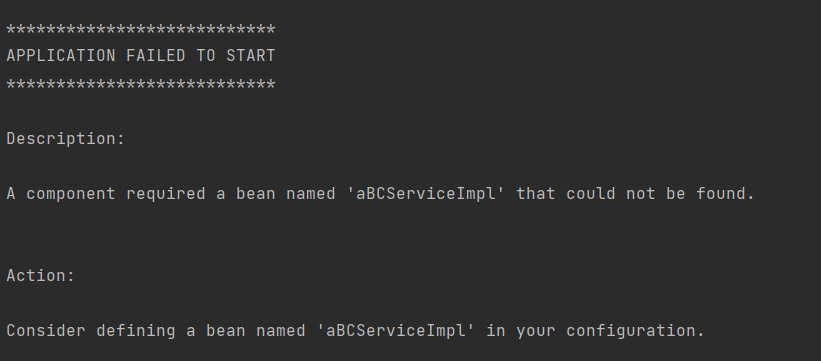 ***************************
APPLICATION FAILED TO START
***************************
Description:
A component required a bean named 'aBCServiceImpl' that could not be found.
Action:
Consider defining a bean named 'aBCServiceImpl' in your configuration.